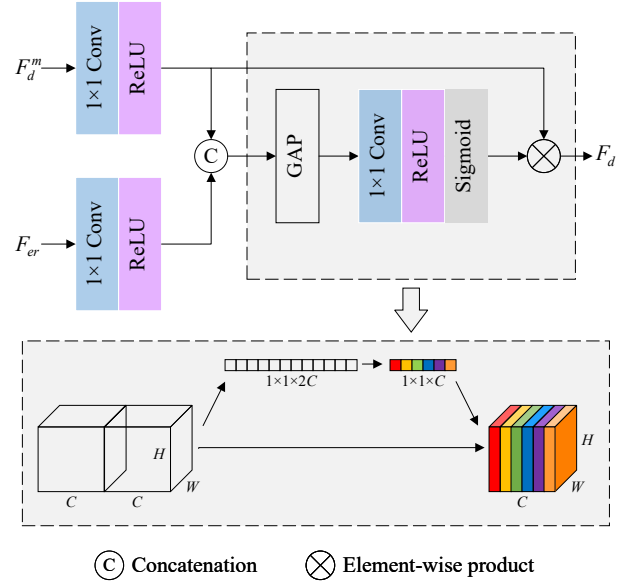 F_d^m
1×1 Conv
ReLU
C
GAP
1×1 Conv
ReLU
Sigmoid
F_d
F_er
1×1 Conv
ReLU
1×1×2C
1×1×C
H
W
C
C
H
W
C
C Concatenation
Element-wise product